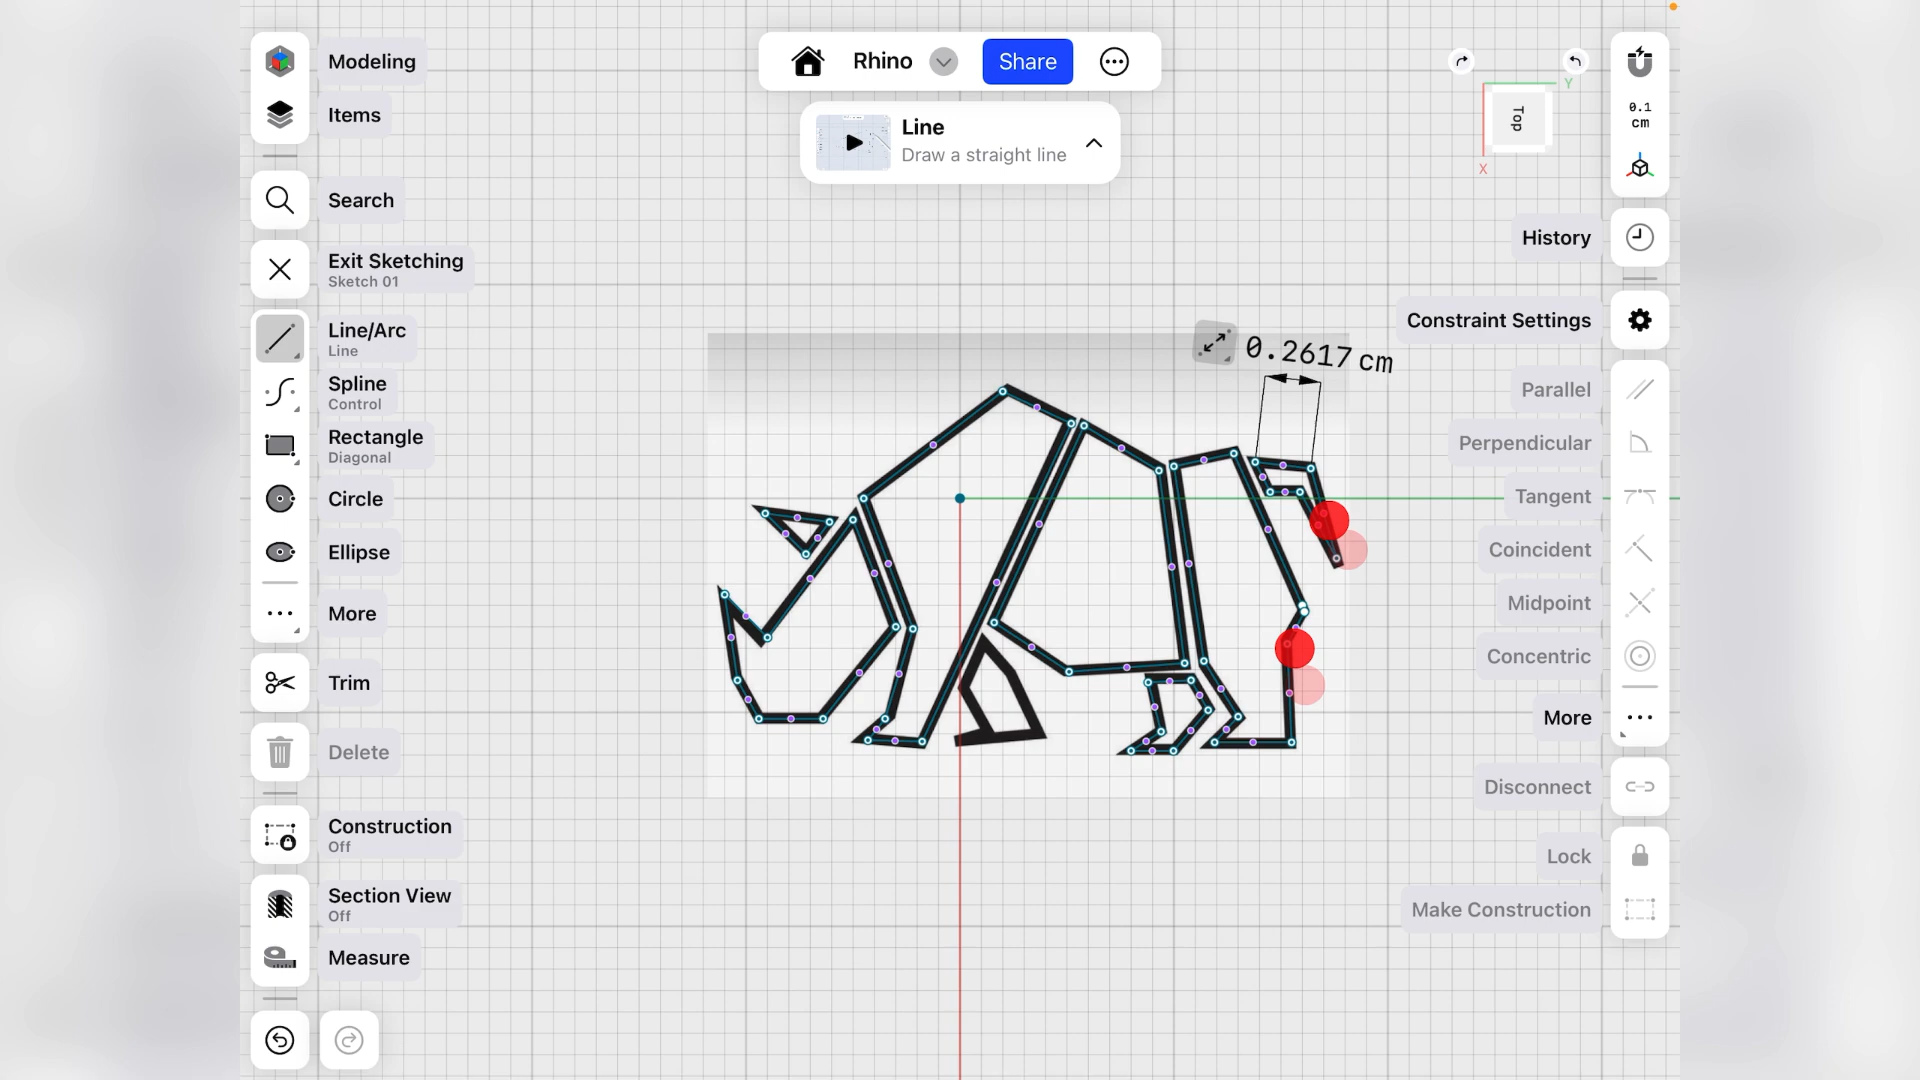 Modeling
Items
Search
Exit Sketching
Sketch 01
Line/Arc
Line
Spline
Control
Rectangle
Diagonal
Circle
Ellipse
More
Trim
Delete
Construction
Off
Section View
Off
Measure
Rhino
Share
Line
Draw a straight line
0.2617 cm
Y
Top
X
0.1
cm
History
Constraint Settings
Parallel
Perpendicular
Tangent
Coincident
Midpoint
Concentric
More
Disconnect
Lock
Make Construction